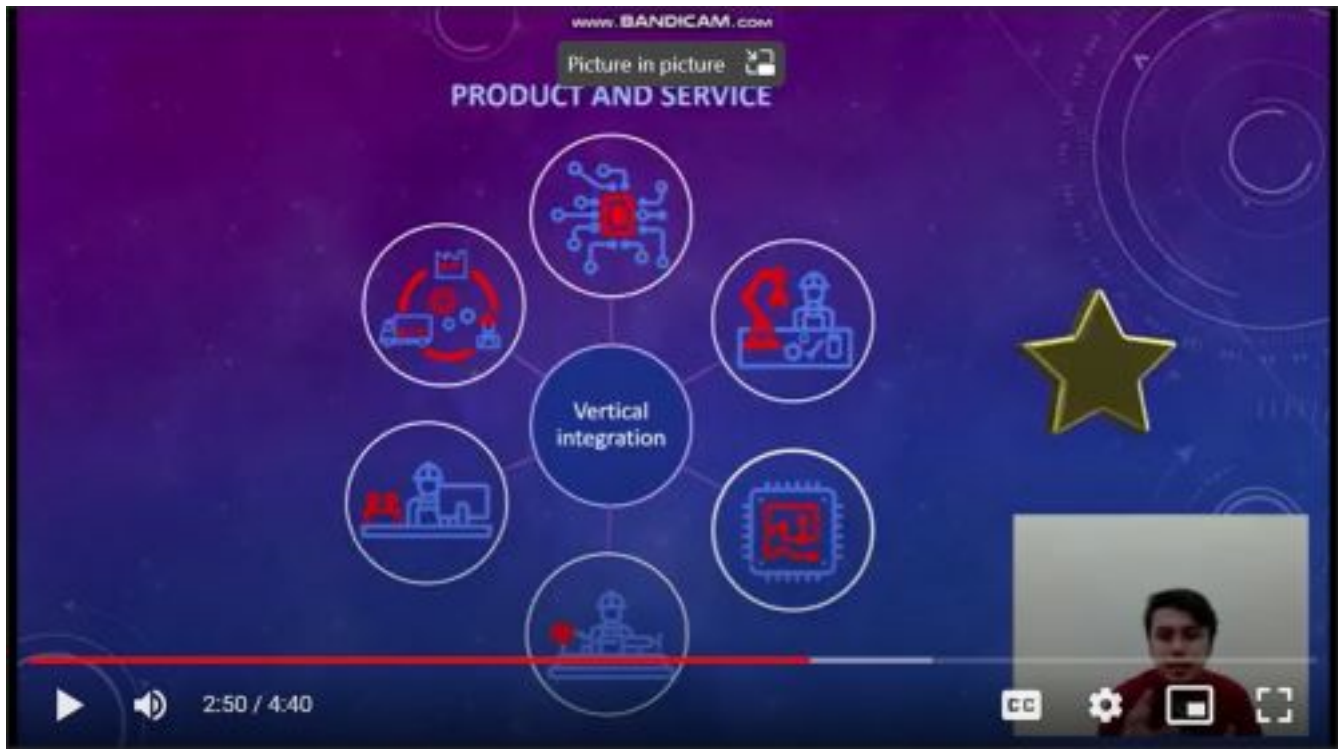 www.BANDICAM.com
Picture in picture
PRODUCT AND SERVICE
Vertical
integration
2:50 / 4:40
CC